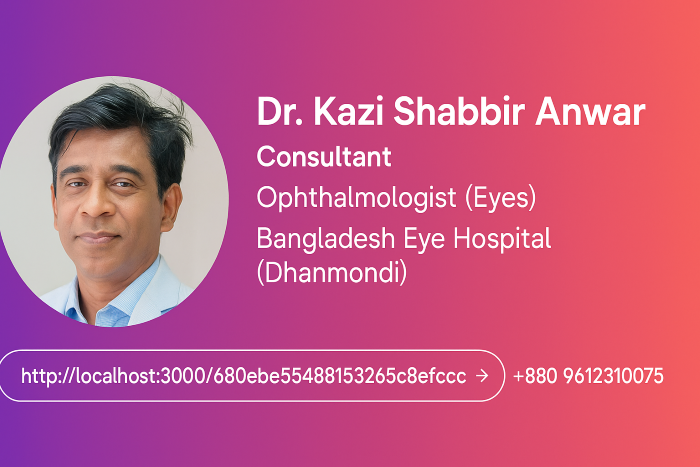 Dr. Kazi Shabbir Anwar
Consultant
Ophthalmologist (Eyes)
Bangladesh Eye Hospital
(Dhanmondi)
http://localhost:3000/680ebe55488153265c8efccc → +880 9612310075